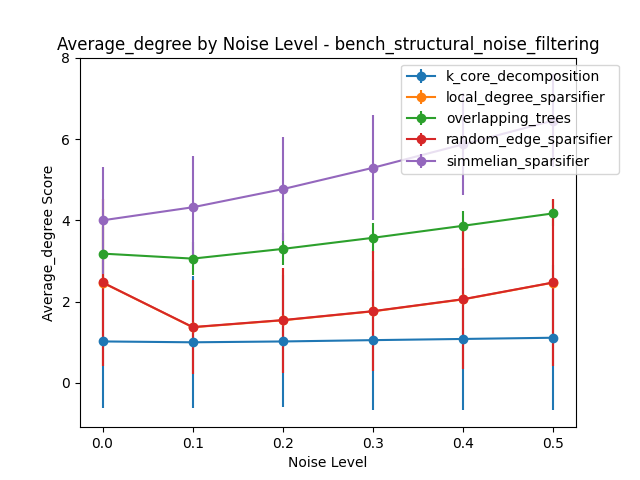 Average_degree by Noise Level - bench_structural_noise_filtering
8
6
4
2
0
Average_degree Score
k_core_decomposition
local_degree_sparsifier
overlapping_trees
random_edge_sparsifier
simmelian_sparsifier
0.0 0.1 0.2 0.3 0.4 0.5
Noise Level